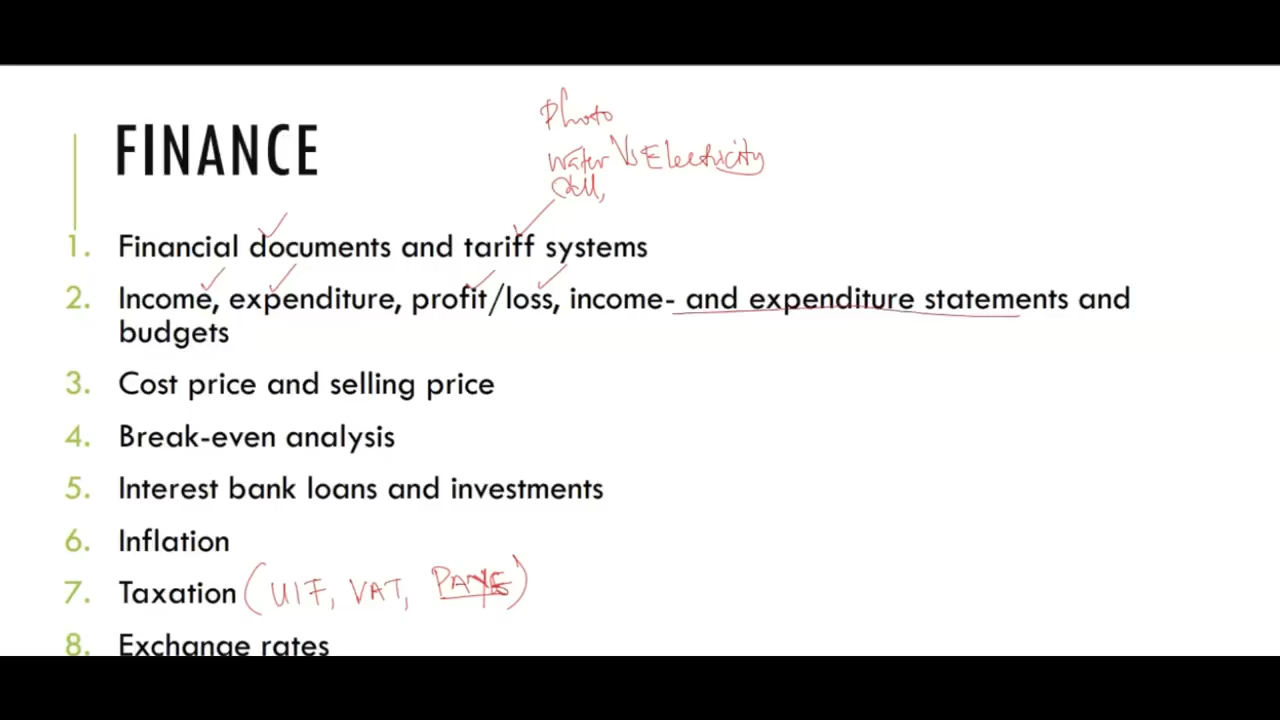 Photo
Water Vs Electricity
Call,
FINANCE
1. Financial documents and tariff systems
2. Income, expenditure, profit/loss, income- and expenditure statements and
budgets
3. Cost price and selling price
4. Break-even analysis
5. Interest bank loans and investments
6. Inflation
7. Taxation (UIF, VAT, PAYE)
8. Exchange rates